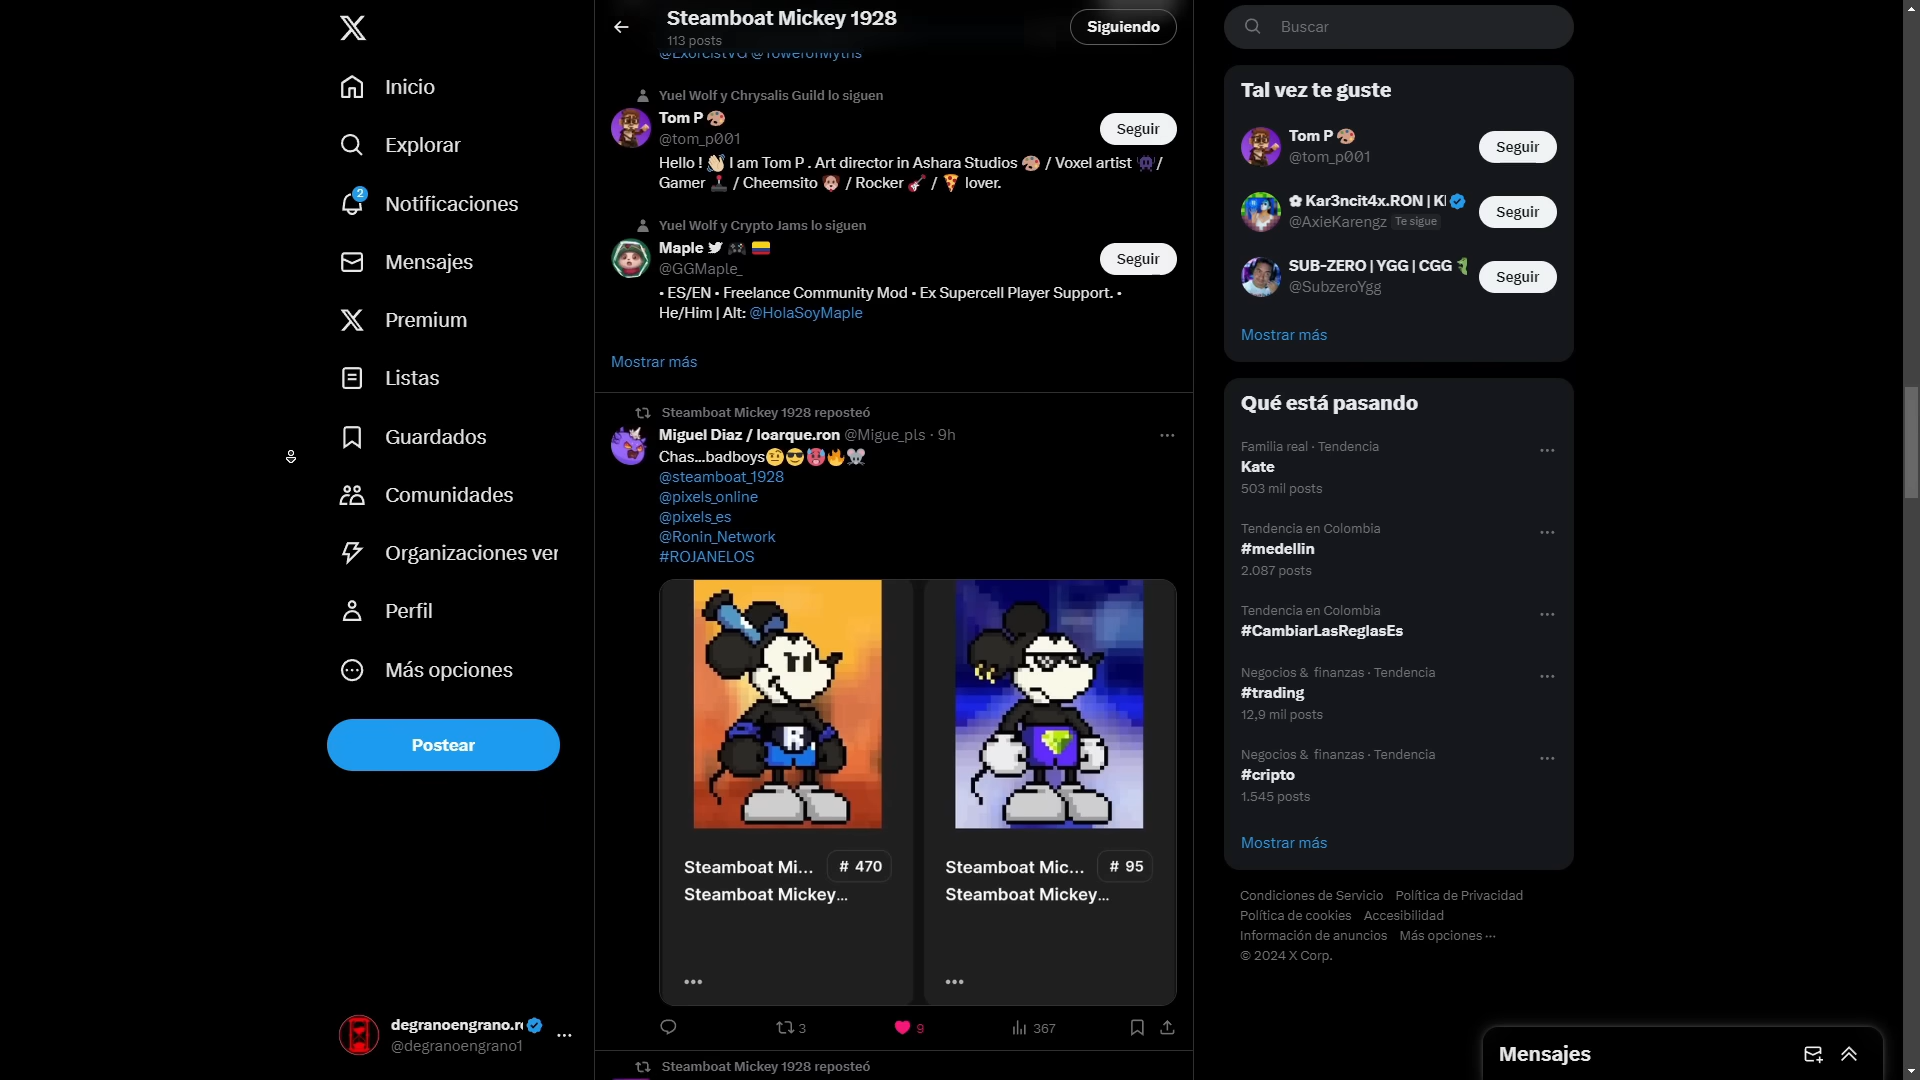 Inicio
Explorar
2
Notificaciones
Mensajes
Premium
Listas
Guardados
Comunidades
Organizaciones ver
Perfil
Más opciones
Postear
degranoengrano.r
@degranoengrano1
Steamboat Mickey 1928
113 posts
Siguiendo
@ExorcistVG @TowerofMyths
Yuel Wolf y Chrysalis Guild lo siguen
Tom P
@tom_p001
Seguir
Hello ! I am Tom P . Art director in Ashara Studios / Voxel artist /
Gamer / Cheemsito / Rocker / lover.
Yuel Wolf y Crypto Jams lo siguen
Maple
@GGMaple_
Seguir
• ES/EN • Freelance Community Mod • Ex Supercell Player Support. •
He/Him | Alt: @HolaSoyMaple
Mostrar más
Steamboat Mickey 1928 reposteó
Miguel Diaz / loarque.ron @Migue_pls · 9h
Chas...badboys
@steamboat_1928
@pixels_online
@pixels_es
@Ronin_Network
#ROJANELOS
R
Steamboat Mi... # 470
Steamboat Mickey...
Steamboat Mic... # 95
Steamboat Mickey...
3
9
367
Steamboat Mickey 1928 reposteó
Buscar
Tal vez te guste
Tom P
@tom_p001
Seguir
Kar3ncit4x.RON | K
@AxieKarengz Te sigue
Seguir
SUB-ZERO | YGG | CGG
@SubzeroYgg
Seguir
Mostrar más
Qué está pasando
Familia real · Tendencia
Kate
503 mil posts
Tendencia en Colombia
#medellin
2.087 posts
Tendencia en Colombia
#CambiarLasReglasEs
Negocios & finanzas · Tendencia
#trading
12,9 mil posts
Negocios & finanzas · Tendencia
#cripto
1.545 posts
Mostrar más
Condiciones de Servicio Política de Privacidad
Política de cookies Accesibilidad
Información de anuncios Más opciones ···
© 2024 X Corp.
Mensajes